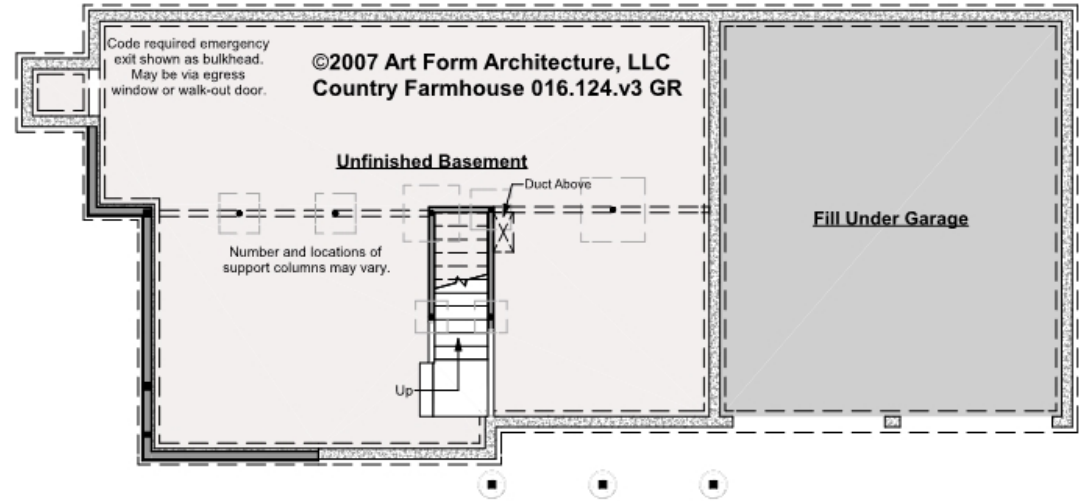 Code required emergency
exit shown as bulkhead.
May be via egress
window or walk-out door.
©2007 Art Form Architecture, LLC
Country Farmhouse 016.124.v3 GR
Unfinished Basement
Duct Above
Fill Under Garage
Number and locations of
support columns may vary.
Up